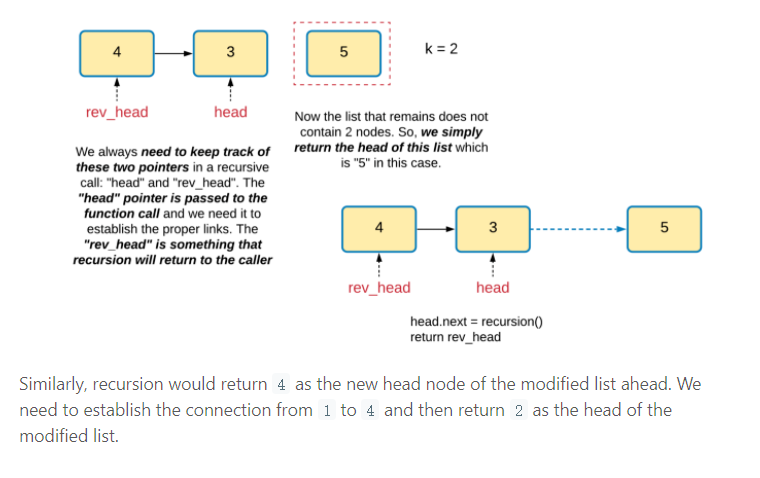 4
3
5
k = 2
rev_head
head
Now the list that remains does not
contain 2 nodes. So, we simply
return the head of this list which
is "5" in this case.
We always need to keep track of
these two pointers in a recursive
call: "head" and "rev_head". The
"head" pointer is passed to the
function call and we need it to
establish the proper links. The
"rev_head" is something that
recursion will return to the caller
4
3
5
rev_head
head
head.next = recursion()
return rev_head
Similarly, recursion would return 4 as the new head node of the modified list ahead. We
need to establish the connection from 1 to 4 and then return 2 as the head of the
modified list.